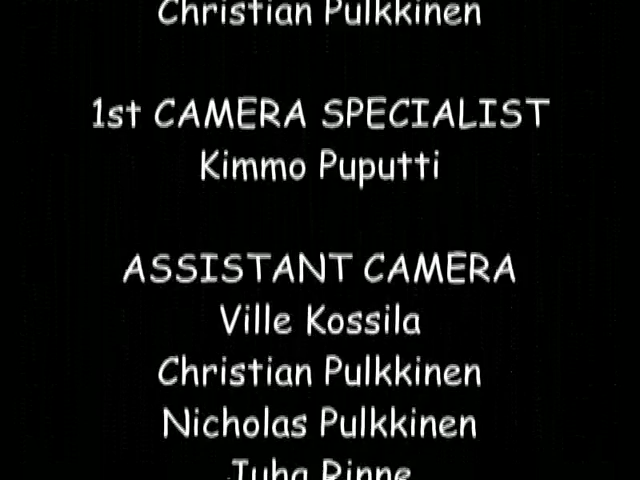 Christian Pulkkinen
1st CAMERA SPECIALIST
Kimmo Puputti
ASSISTANT CAMERA
Ville Kossila
Christian Pulkkinen
Nicholas Pulkkinen
Juha Rinne